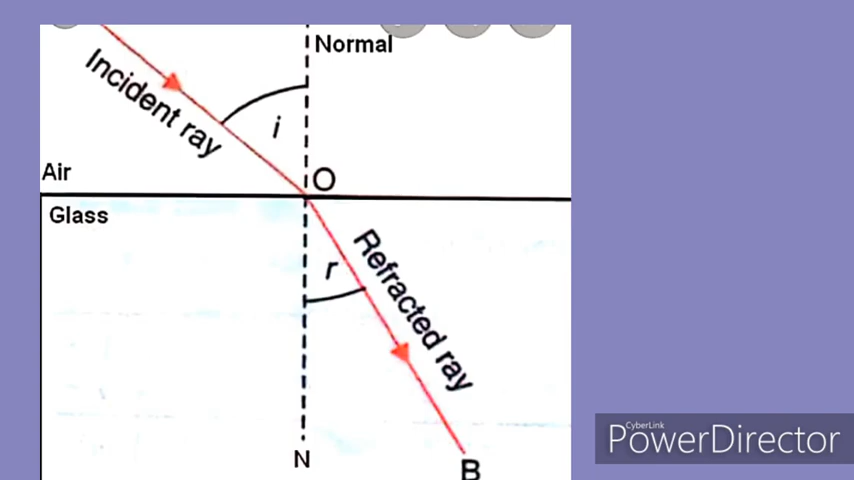 Normal
Incident ray
i
Air
O
Glass
r
Refracted ray
N
B
CyberLink
PowerDirector